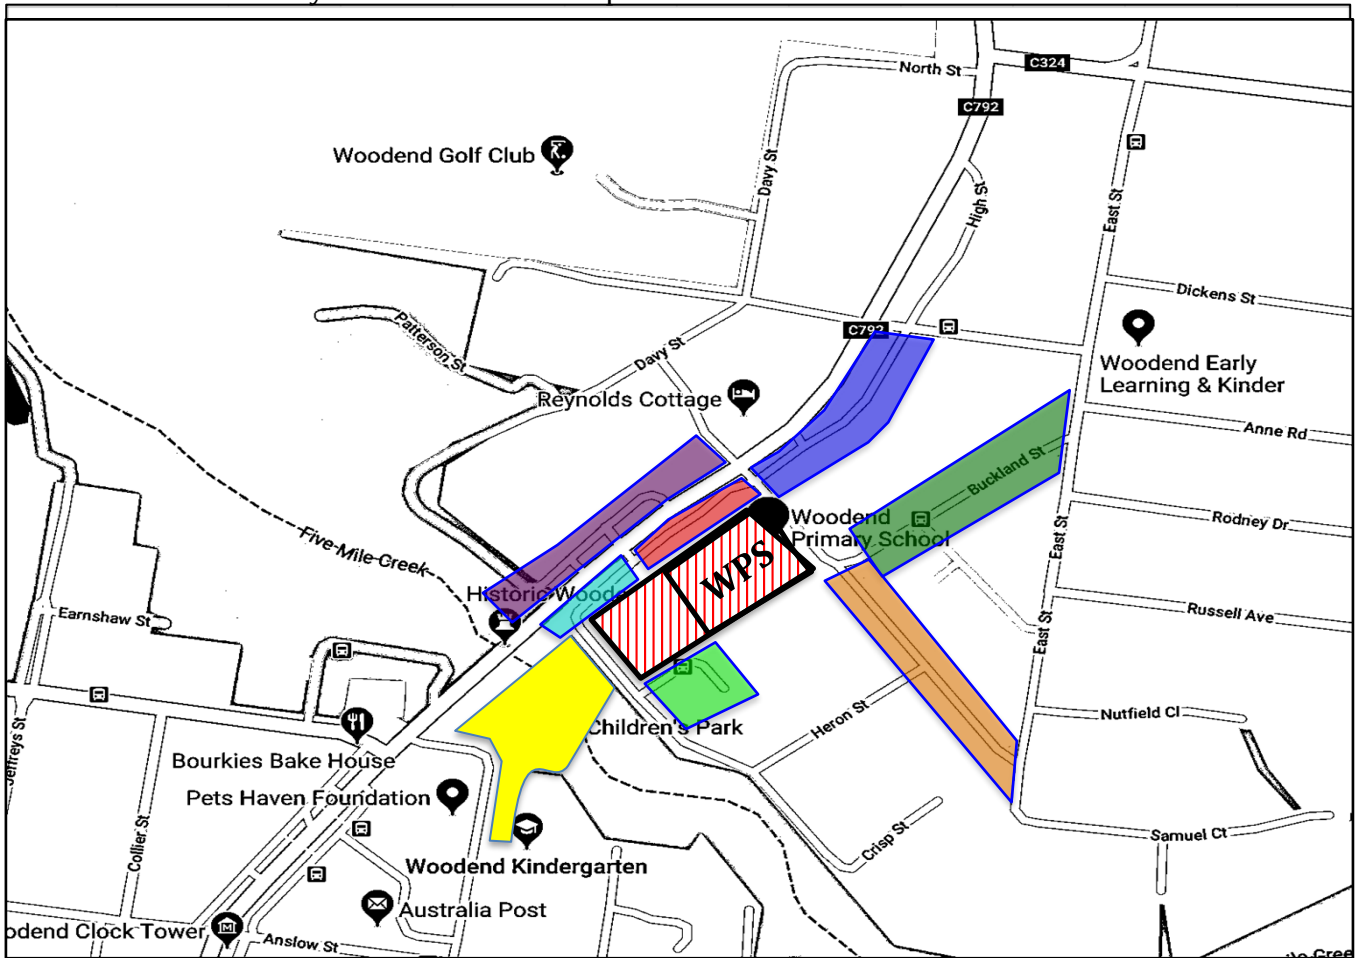 North St
C324
C792
Woodend Golf Club
Davy St
High St
East St
Dickens St
Patterson St
Davy St
C792
Woodend Early
Learning & Kinder
Reynolds Cottage
Anne Rd
Buckland St
Woodend
Primary School
Rodney Dr
East St
Five Mile Creek
WPS
Historic Woode
Earnshaw St
Russell Ave
East St
Nutfield Cl
Heron St
Children's Park
Jeffreys St
Bourkies Bake House
Pets Haven Foundation
Collier St
Crisp St
Samuel Ct
Woodend Kindergarten
Australia Post
odend Clock Tower
Anslow St